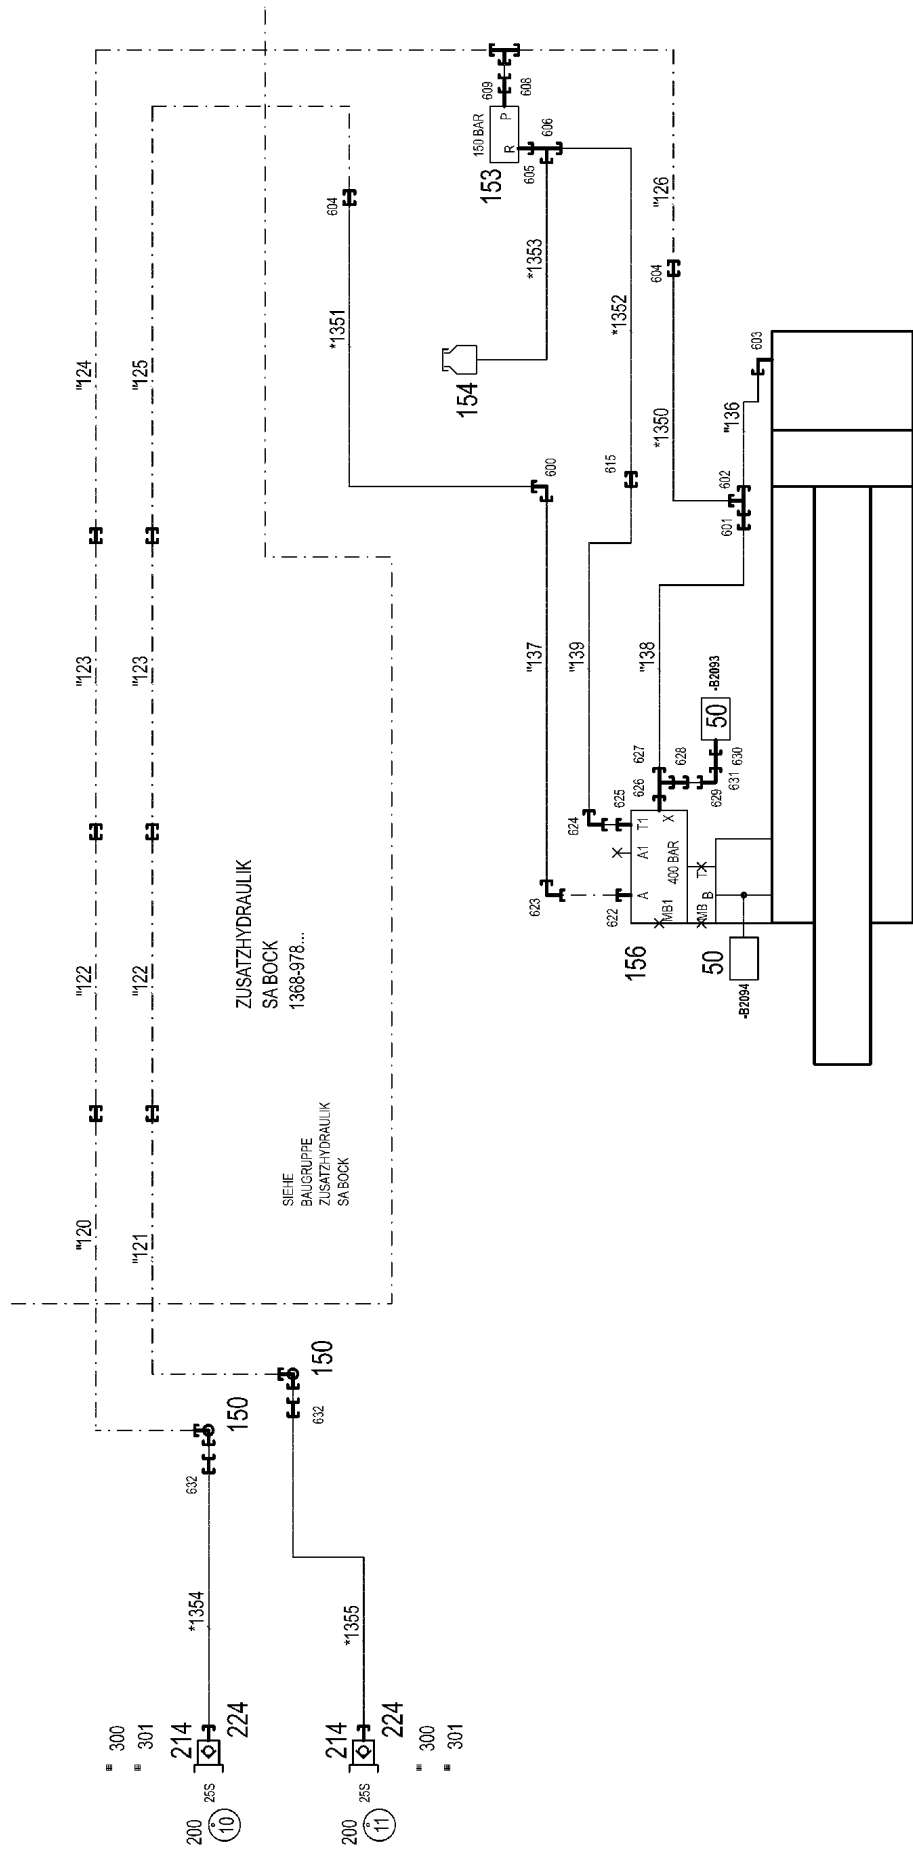 "124
"125
"123
"123
"122
"122
"120
"121
ZUSATZHYDRAULIK
SA BOCK
1368-978...
SIEHE
BAUGRUPPE
ZUSATZHYDRAULIK
SA BOCK
150
150
632
632
*1354
*1355
300
301
214
224
25S
200
10
214
224
25S
200
11
300
301
604
*1351
609
608
150 BAR
P
R
153
605
606
*1353
154
*1352
"126
604
*1350
600
615
602
601
"136
603
"137
"139
"138
-B2093
50
627
628
626
630
631
629
625
624
623
622
T1
X
A1
A
400 BAR
MB1
T
B
MB
156
50
-B2094